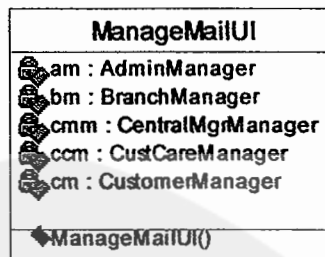 ManageMailUI
am : AdminManager
bm : BranchManager
cmm : CentralMgrManager
ccm : CustCareManager
cm : CustomerManager
ManageMailUI()